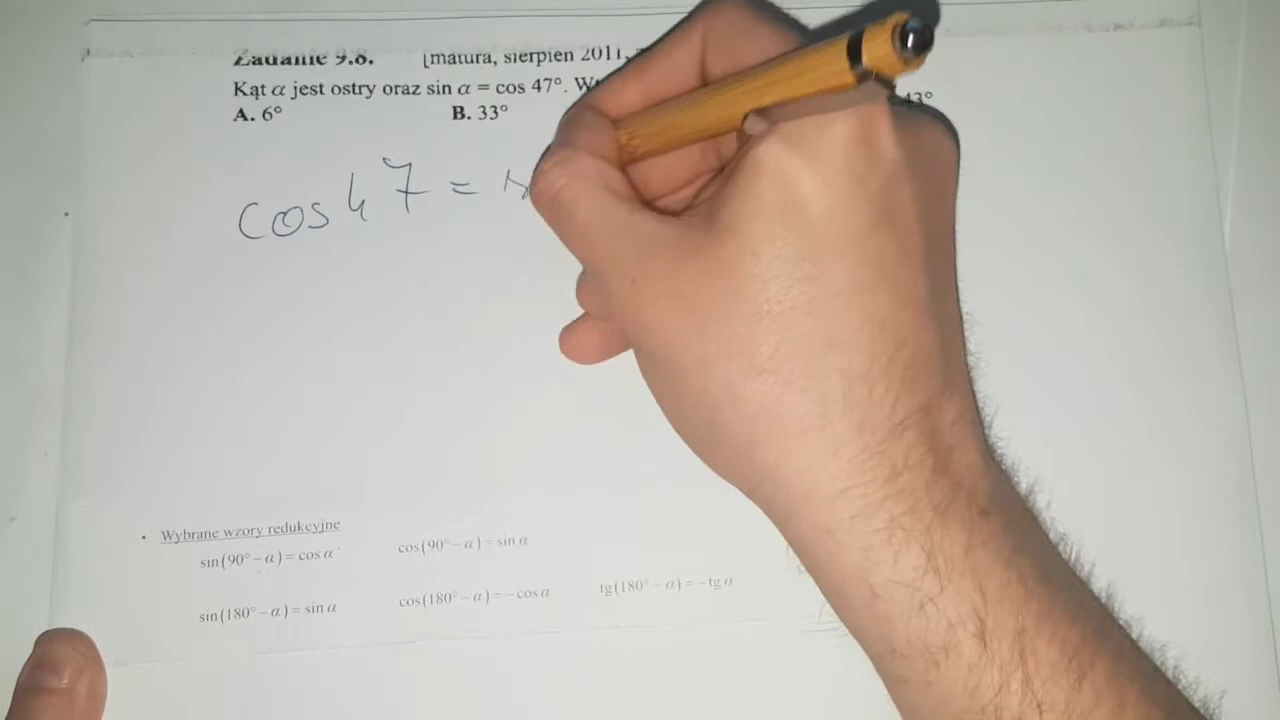 Zadanie 9.8. [matura, sierpień 2011,
Kąt α jest ostry oraz sin α = cos 47°.
A. 6° B. 33° 43°
cos 47 =
• Wybrane wzory redukcyjne
sin(90° − α) = cos α cos(90° − α) = sin α
sin(180° − α) = sin α cos(180° − α) = −cos α tg(180° − α) = −tg α